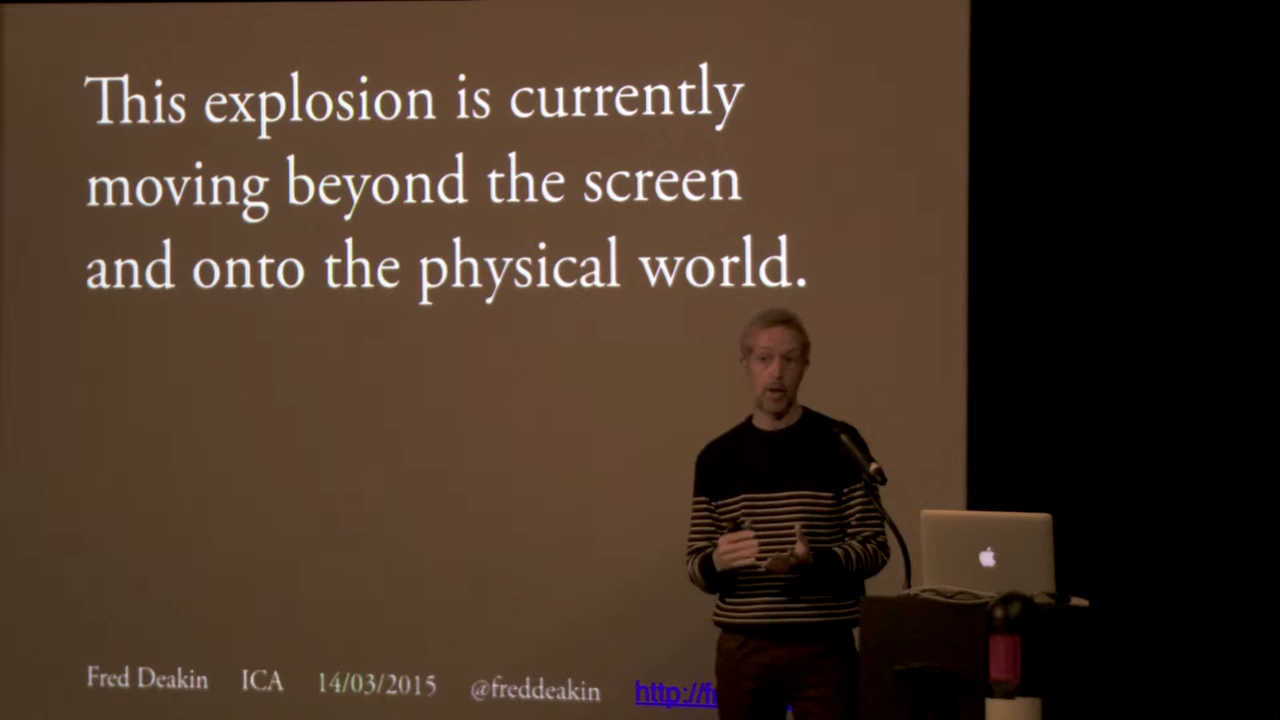 This explosion is currently
moving beyond the screen
and onto the physical world.
Fred Deakin ICA 14/03/2015 @freddeakin